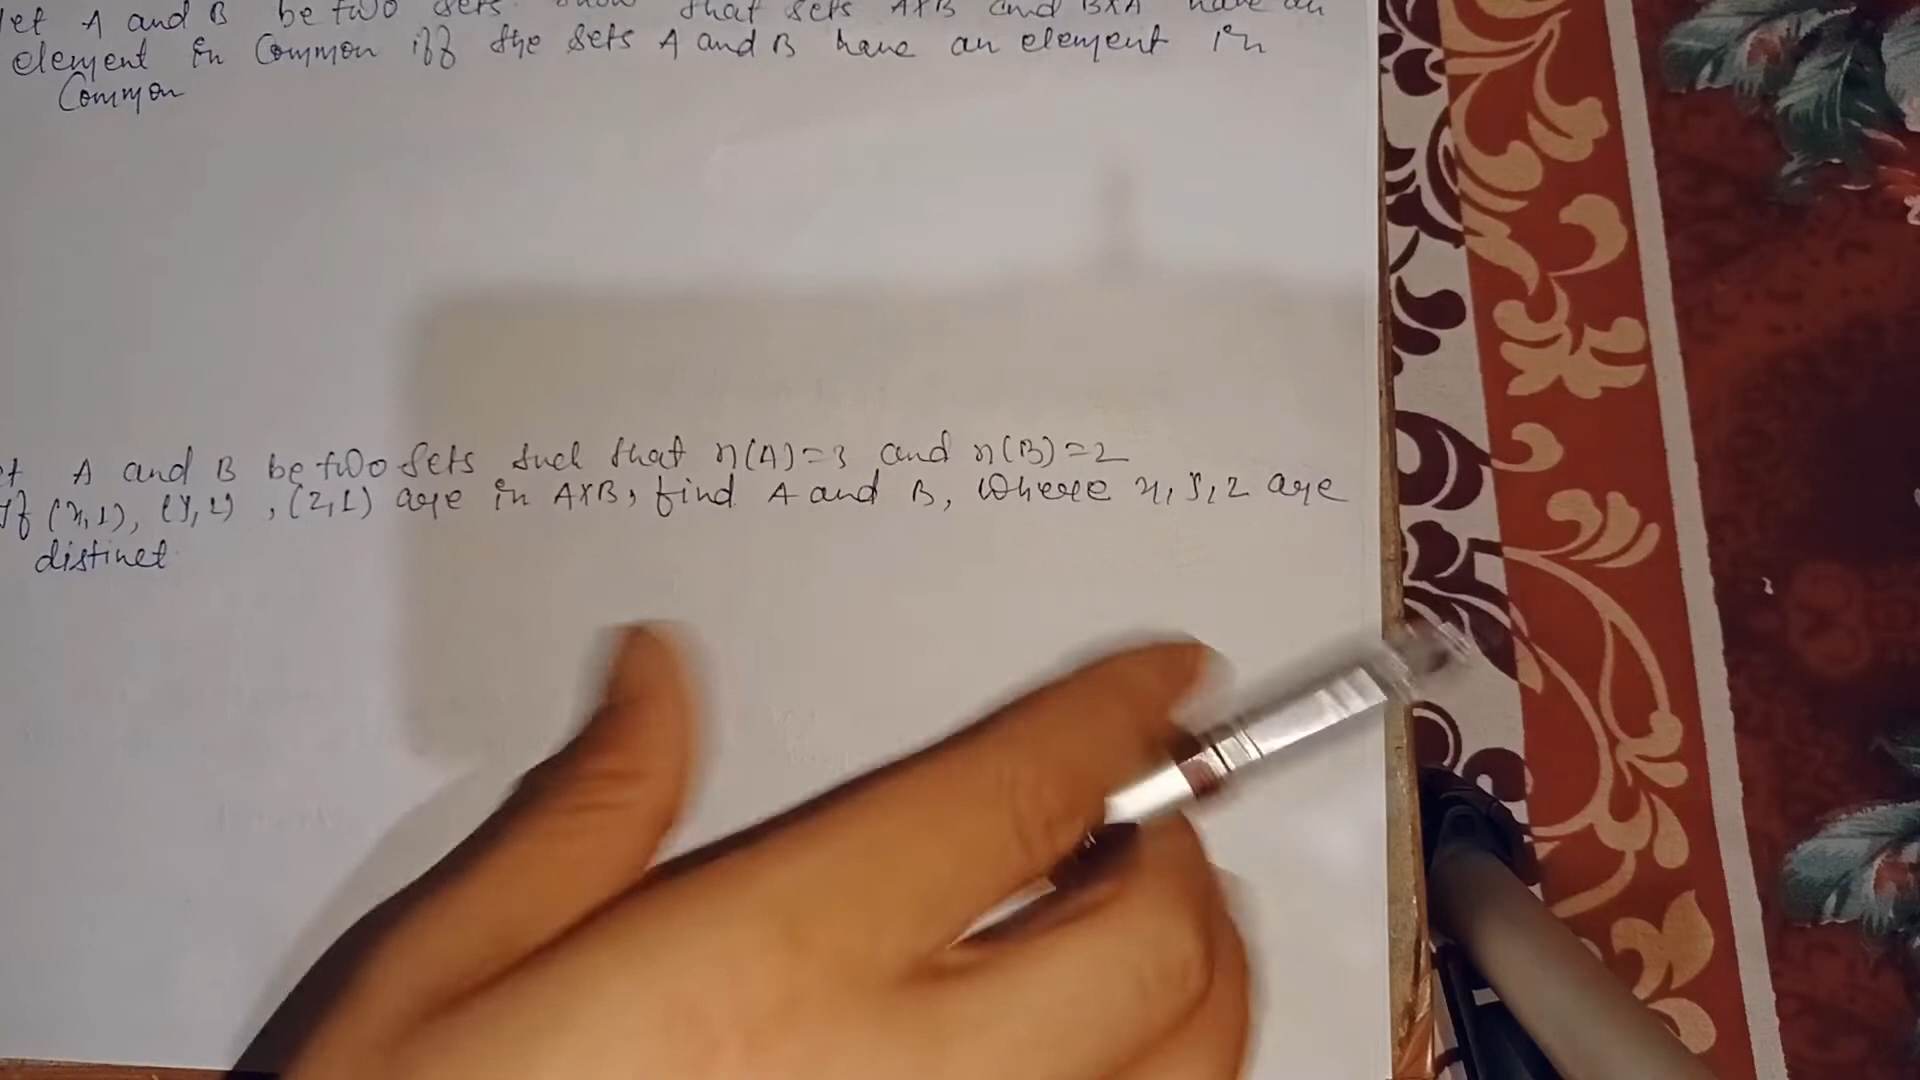 let A and B be two sets show that sets A×B and B×A have an
element in Common iff the sets A and B have an element in
Common
et A and B be two Sets such that n(A)=3 and n(B)=2
If (x,1), (y,2), (z,1) are in A×B, find A and B, where x, y, z are
distinct